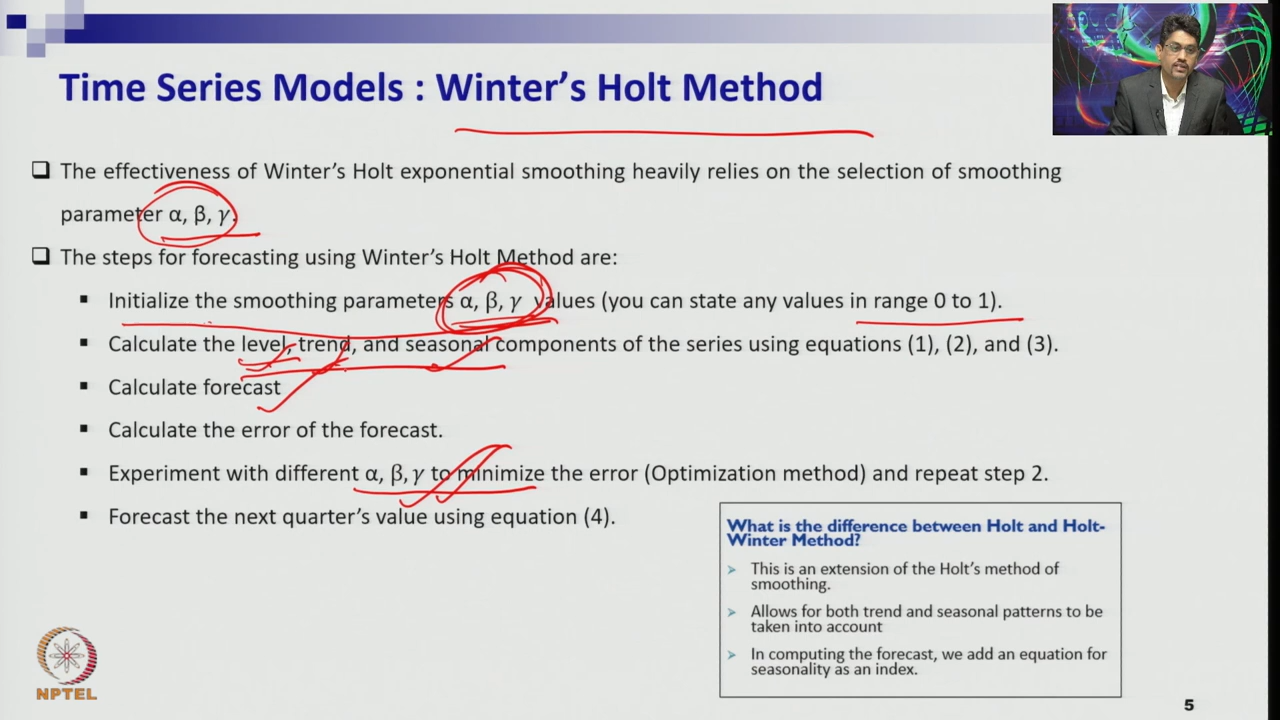 Time Series Models : Winter's Holt Method
❑ The effectiveness of Winter's Holt exponential smoothing heavily relies on the selection of smoothing
parameter α, β, γ.
❑ The steps for forecasting using Winter's Holt Method are:
▪ Initialize the smoothing parameters α, β, γ values (you can state any values in range 0 to 1).
▪ Calculate the level, trend, and seasonal components of the series using equations (1), (2), and (3).
▪ Calculate forecast
▪ Calculate the error of the forecast.
▪ Experiment with different α, β, γ to minimize the error (Optimization method) and repeat step 2.
▪ Forecast the next quarter's value using equation (4).
What is the difference between Holt and Holt-
Winter Method?
➢ This is an extension of the Holt's method of
smoothing.
➢ Allows for both trend and seasonal patterns to be
taken into account
➢ In computing the forecast, we add an equation for
seasonality as an index.
NPTEL
5